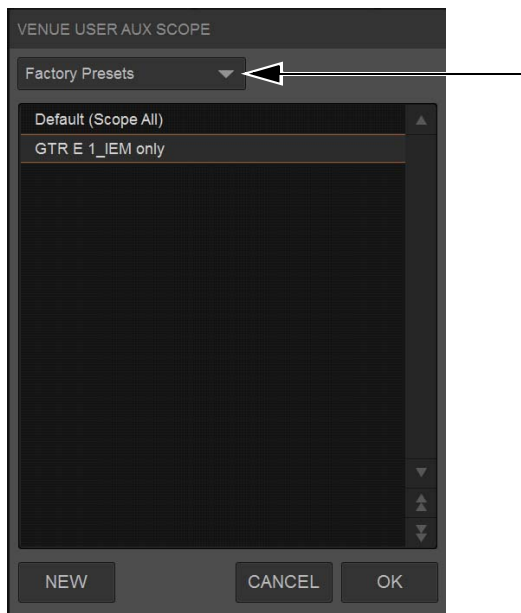 VENUE USER AUX SCOPE
Factory Presets
Default (Scope All)
GTR E 1_IEM only
NEW
CANCEL
OK